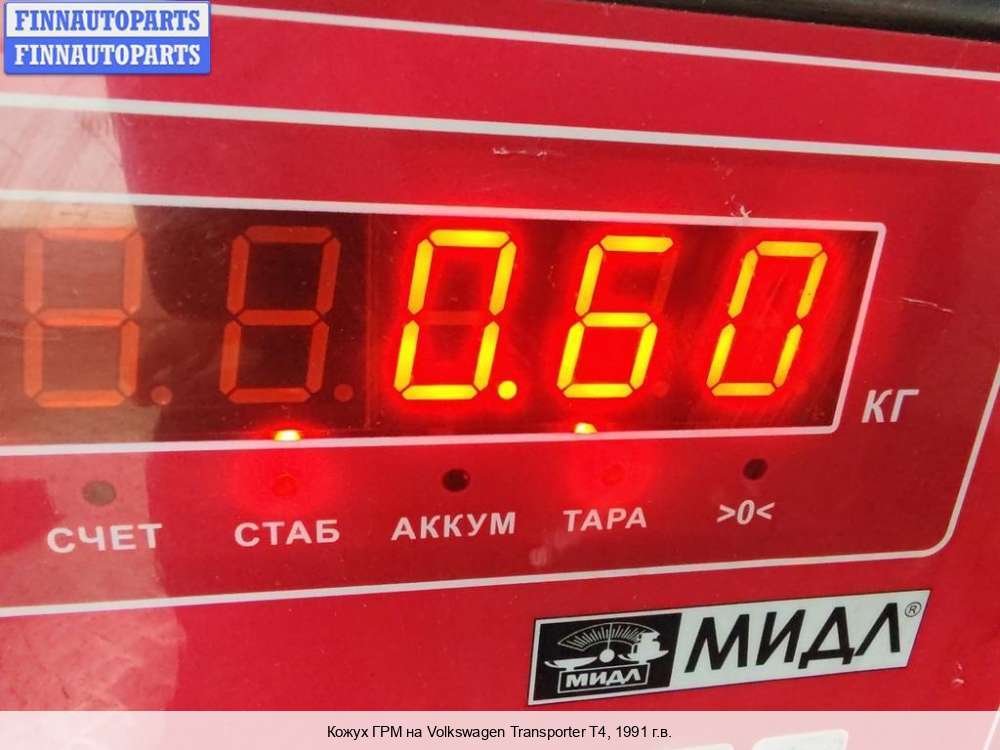 FINNAUTOPARTS
FINNAUTOPARTS
0.60
КГ
СЧЕТ СТАБ АККУМ ТАРА >0<
МИДЛ МИДЛ®
Кожух ГРМ на Volkswagen Transporter T4, 1991 г.в.